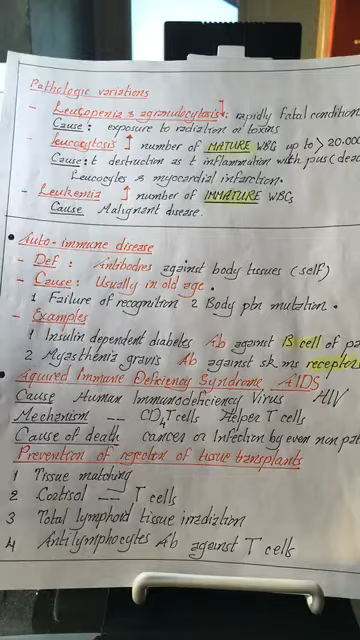 Pathologic variations
- Leucopenia & agranulocytosis: rapidly fatal condition
Cause: exposure to radiation or toxins
- leucocytosis ↑ number of MATURE WBC up to > 20.000
Cause: t destruction as t inflammation with pus (dea
Leucocytes & myocardial infarction.
- Leukemia ↑ number of IMMATURE WBCs
Cause Malignant disease.
• Auto-immune disease
- Def: Antibodies against body tissues (self)
- Cause: Usually in old age.
1 Failure of recognition 2 Body ptn mutation.
- Examples
1 Insulin dependent diabetes Ab against B cell of pa
2 Myasthenia gravis Ab against sk ms receptor
• Aquired Immune Deficiency Syndrome AIDS
Cause Human Immunodeficiency Virus HIV
Mechanism -- CD4 T cells Helper T cells
Cause of death cancer or Infection by even non pat
Prevention of rejection of tissue transplants
1 Tissue matching
2 Cortisol -- T cells
3 Total lymphoid tissue irradiation
4 Antilymphocytes Ab against T cells